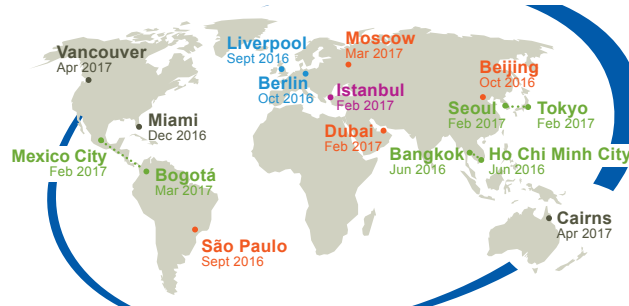 Vancouver
Apr 2017
Liverpool
Sept 2016
Moscow
Mar 2017
Berlin
Oct 2016
Istanbul
Feb 2017
Beijing
Oct 2016
Miami
Dec 2016
Seoul
Feb 2017
Tokyo
Feb 2017
Dubai
Feb 2017
Mexico City
Feb 2017
Bangkok
Jun 2016
Ho Chi Minh City
Jun 2016
Bogotá
Mar 2017
São Paulo
Sept 2016
Cairns
Apr 2017